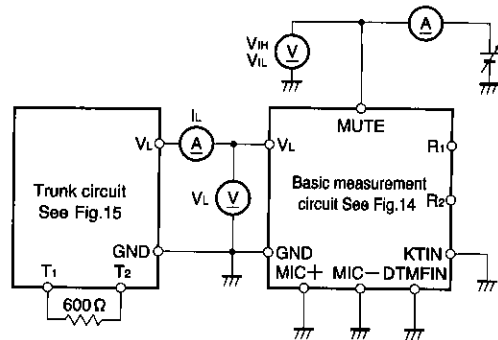 A
VIH
VIL
V
MUTE
IL
VL
A
VL
R1
Trunk circuit
See Fig.15
VL
V
Basic measurement
circuit See Fig.14
R2
GND
GND
KTIN
T1
T2
MIC+
MIC−
DTMFIN
600Ω